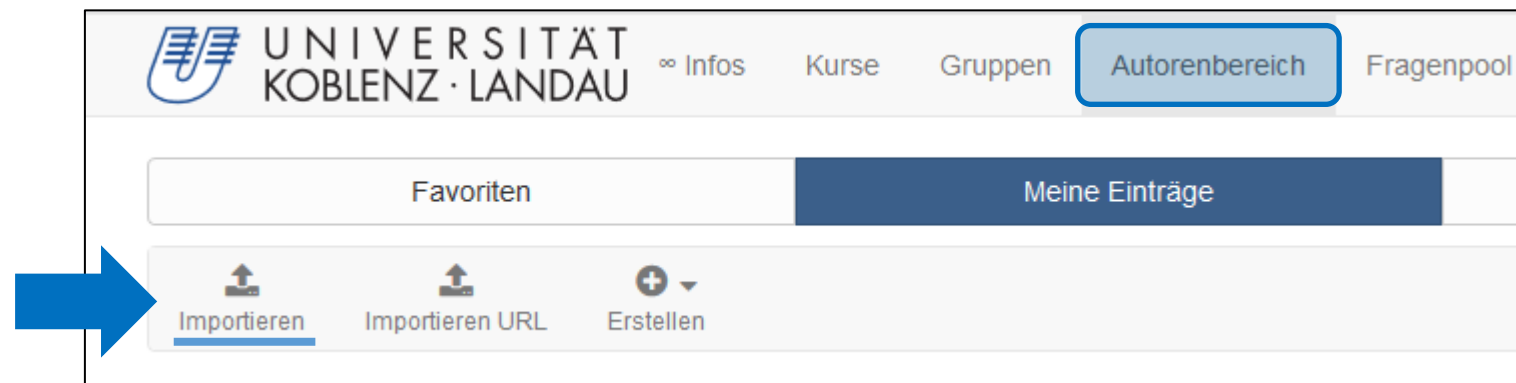 UNIVERSITÄT
KOBLENZ · LANDAU
∞ Infos Kurse Gruppen Autorenbereich Fragenpool
Favoriten Meine Einträge
Importieren Importieren URL Erstellen